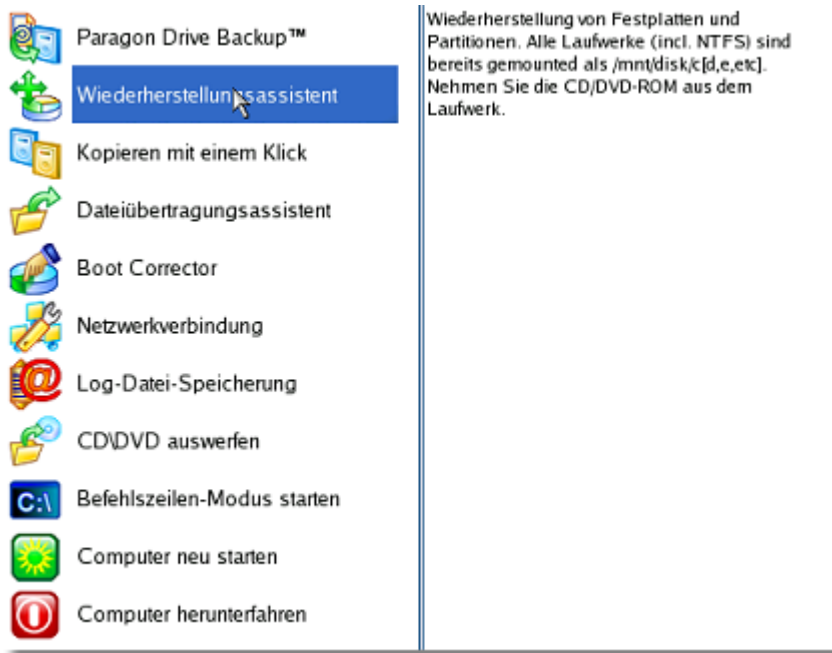 Paragon Drive Backup™
Wiederherstellungsassistent
Kopieren mit einem Klick
Dateiübertragungsassistent
Boot Corrector
Netzwerkverbindung
@ Log-Datei-Speicherung
CD\DVD auswerfen
C:\ Befehlszeilen-Modus starten
Computer neu starten
Computer herunterfahren
Wiederherstellung von Festplatten und
Partitionen. Alle Laufwerke (incl. NTFS) sind
bereits gemounted als /mnt/disk/c[d,e,etc].
Nehmen Sie die CD/DVD-ROM aus dem
Laufwerk.